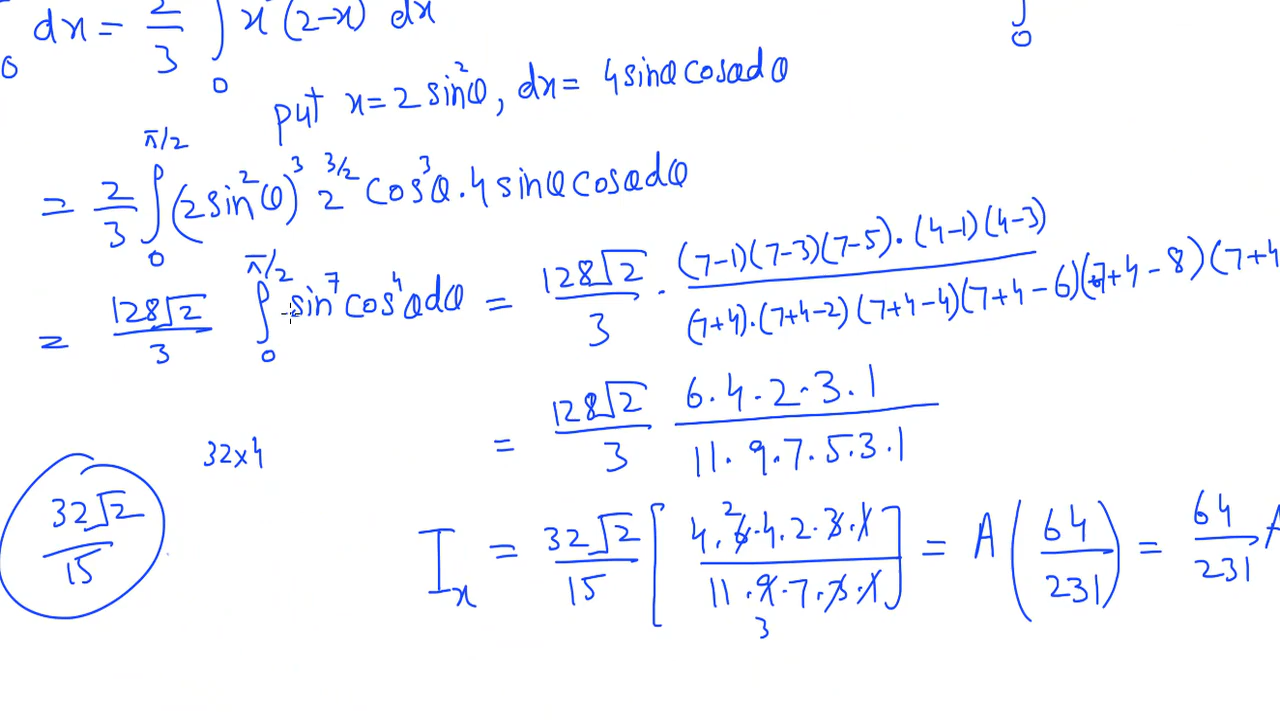 0 dx = 2/3 ∫0 x (2-x) dx ∫0
put x = 2 sin²θ, dx = 4 sinθ cosθ dθ
= 2/3 ∫0^π/2 (2 sin²θ)³ 2^3/2 cos³θ . 4 sinθ cosθ dθ
= 128√2/3 ∫0^π/2 sin⁷ cos⁴θ dθ = 128√2/3 . (7-1)(7-3)(7-5).(4-1)(4-3) / (7+4).(7+4-2)(7+4-4)(7+4-6)(7+4-8)(7+4
= 128√2/3 6.4.2.3.1 / 11.9.7.5.3.1
32×4
32√2/15
Ix = 32√2/15 [4.6².4.2.3.1 / 11.9.7.3.1] 3 = A(64/231) = 64/231 A